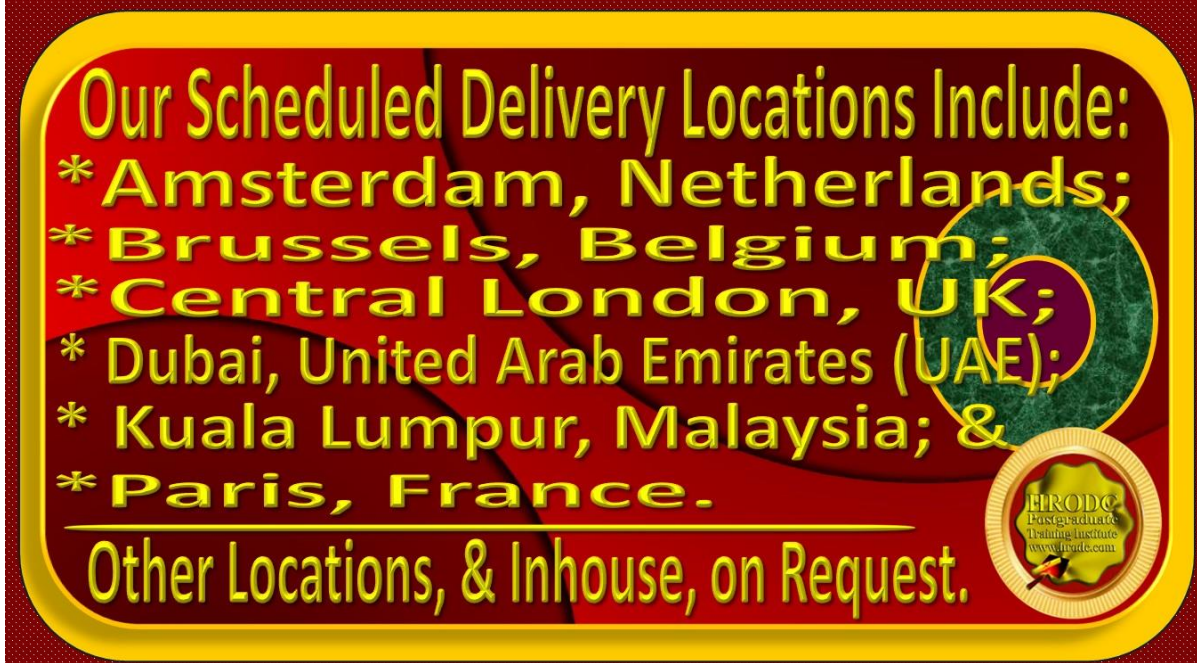 Our Scheduled Delivery Locations Include:
*Amsterdam, Netherlands;
*Brussels, Belgium;
*Central London, UK;
* Dubai, United Arab Emirates (UAE);
* Kuala Lumpur, Malaysia; &
*Paris, France.
Other Locations, & Inhouse, on Request.
HRODC
Postgraduate
Training Institute
www.hrodc.com